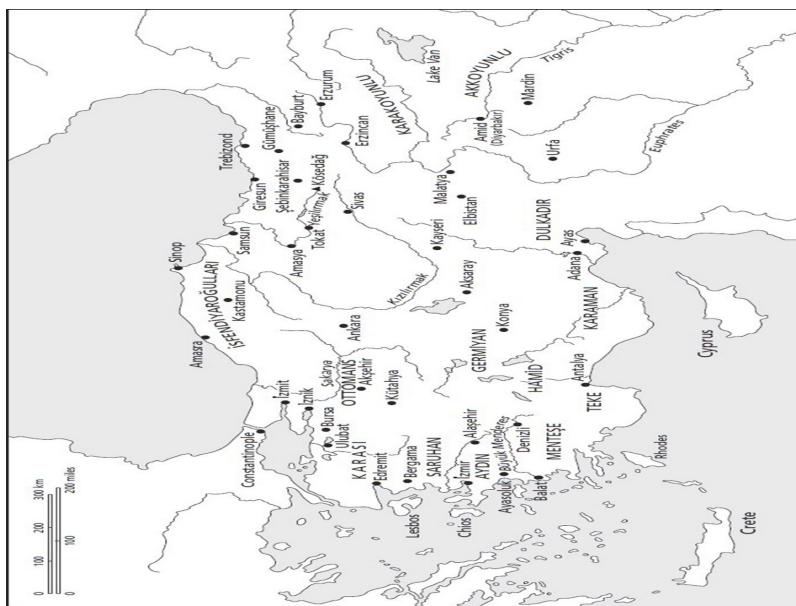 0
100
200
300 km
0
100
200 miles
Constantinople
İzmit
İznik
Bursa
Ulubat
Sakarya
OTTOMANS
Akşehir
Kütahya
KARASI
Edremit
Bergama
Lesbos
SARUHAN
Chios
İzmir
AYDIN
Alaşehir
Ayasoluk
Büyük Menderes
Denizli
Balat
MENTEŞE
Rhodes
Crete
Amasra
Sinop
İSFENDİYAROĞULLARI
Kastamonu
Samsun
Amasya
Tokat
Yeşilırmak
Ankara
Kızılırmak
Giresun
Trebizond
Gümüşhane
Şebinkarahisar
Bayburt
Kösedağ
Sivas
Erzincan
Erzurum
KARAKOYUNLU
Lake Van
AKKOYUNLU
Tigris
Amid
(Diyarbakır)
Mardin
Urfa
Euphrates
Malatya
Elbistan
Kayseri
Aksaray
DULKADIR
GERMİYAN
Konya
HAMİD
KARAMAN
Adana
Ayas
Antalya
TEKE
Cyprus